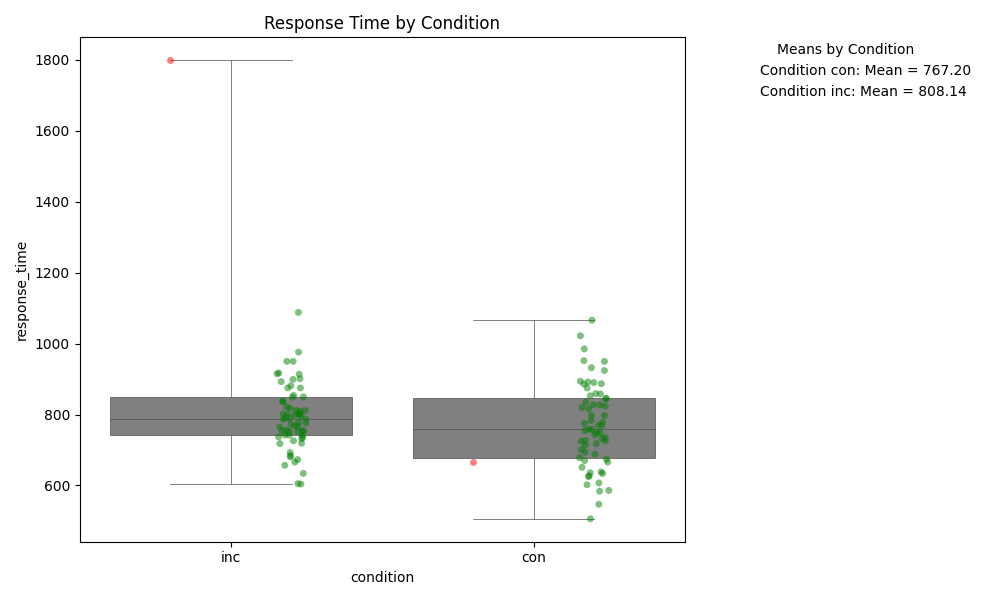 Response Time by Condition
Means by Condition
Condition con: Mean = 767.20
Condition inc: Mean = 808.14
1800
1600
1400
1200
1000
800
600
response_time
inc
con
condition